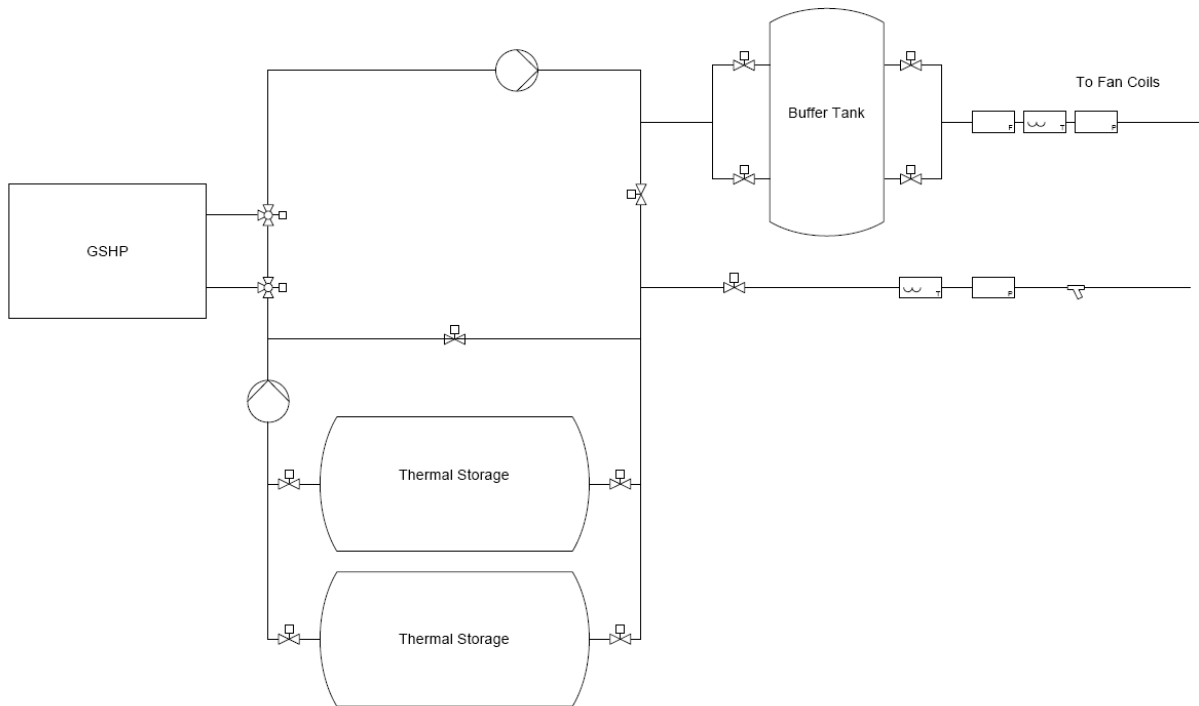 To Fan Coils
Buffer Tank
F
T
P
GSHP
T
P
Thermal Storage
Thermal Storage